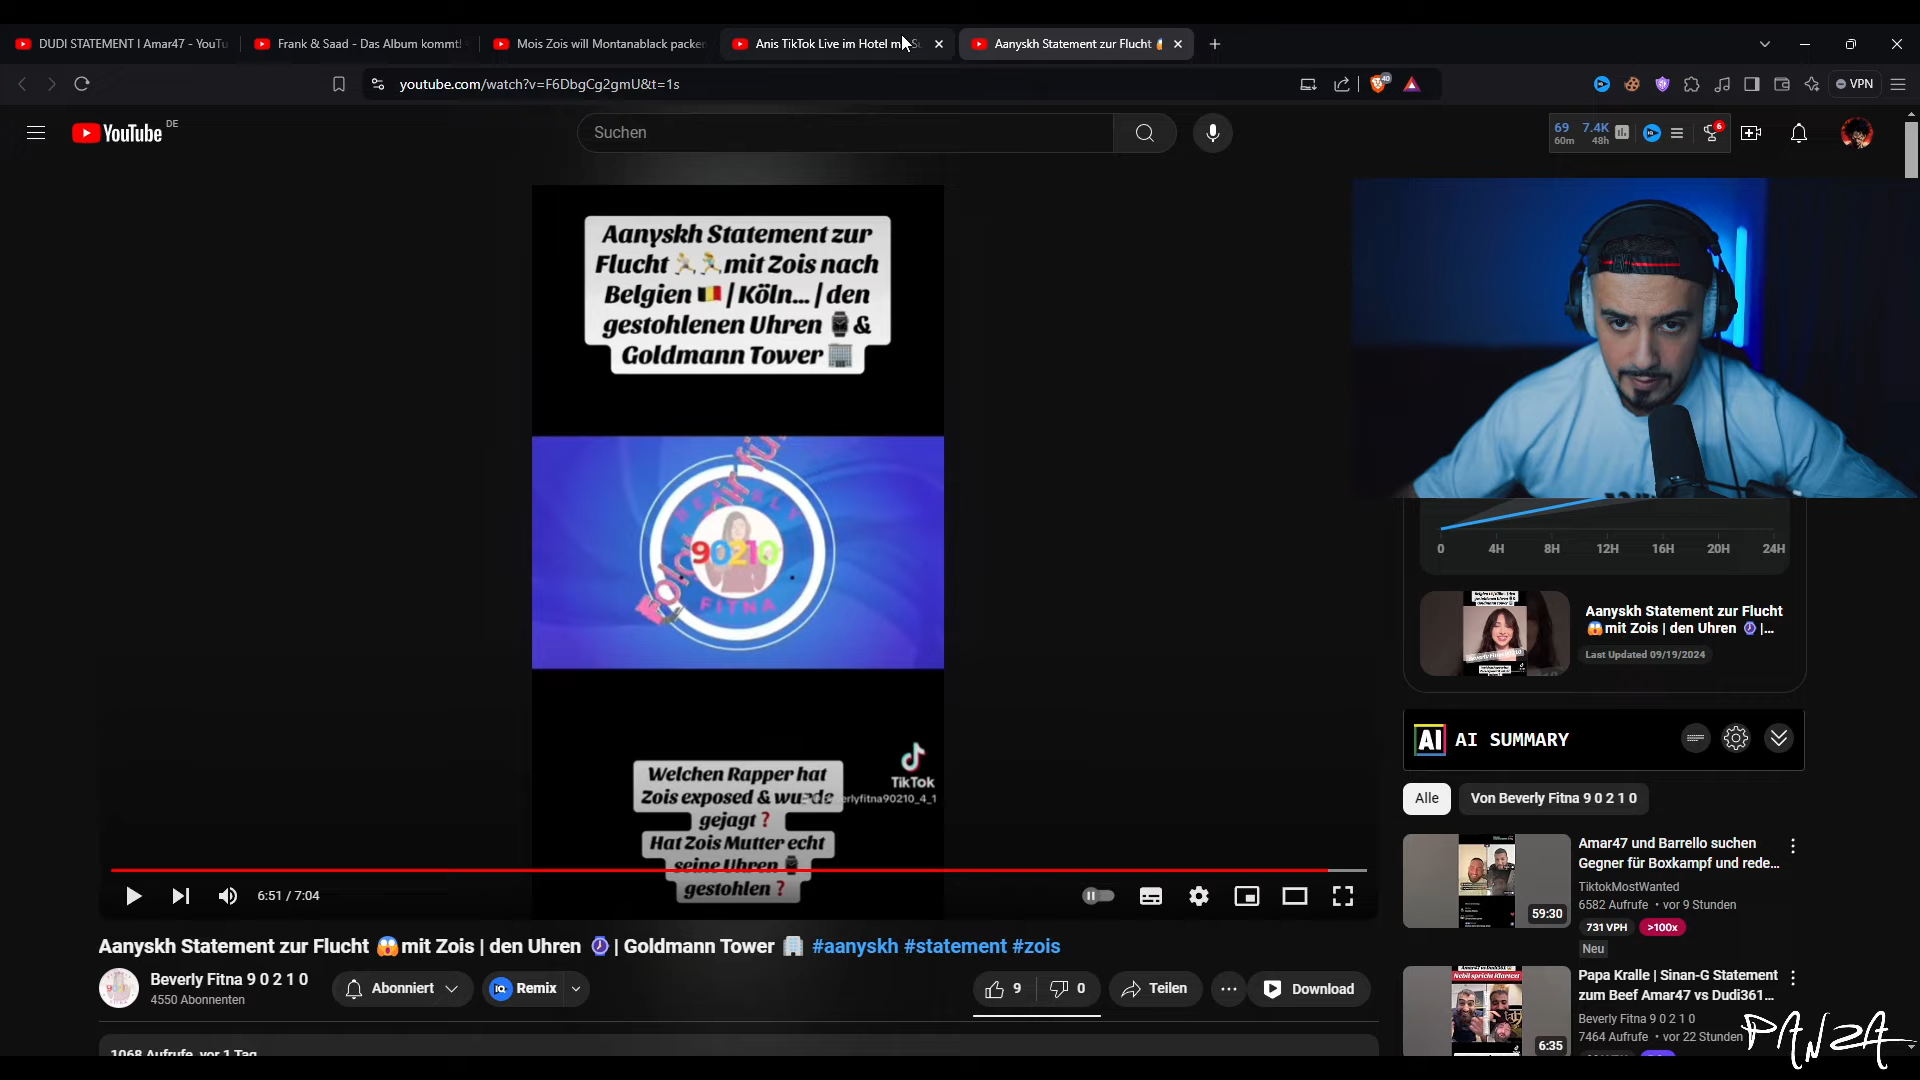 DUDI STATEMENT I Amar47 - YouTu
Frank & Saad - Das Album kommt!
Mois Zois will Montanablack packen
Anis TikTok Live im Hotel m
Aanyskh Statement zur Flucht
youtube.com/watch?v=F6DbgCg2gmU&t=1s
40
VPN
YouTube
DE
Suchen
69 7.4K
60m 48h
6
Aanyskh Statement zur
Flucht 🏃🏃mit Zois nach
Belgien 🇧🇪 | Köln... | den
gestohlenen Uhren ⌚&
Goldmann Tower 🏢
BEVERLY
90210
FITNA
TikTok
Welchen Rapper hat
Zois exposed & wurde
gejagt ❓
Hat Zois Mutter echt
seine Uhren ⌚
gestohlen ❓
6:51 / 7:04
Aanyskh Statement zur Flucht 😱mit Zois | den Uhren ⌚| Goldmann Tower 🏢 #aanyskh #statement #zois
Beverly Fitna 9 0 2 1 0
4550 Abonnenten
Abonniert
Remix
9
0
Teilen
Download
1068 Aufrufe vor 1 Tag
0 4H 8H 12H 16H 20H 24H
Aanyskh Statement zur Flucht
😱mit Zois | den Uhren ⌚|...
Last Updated 09/19/2024
AI AI SUMMARY
Alle
Von Beverly Fitna 9 0 2 1 0
Amar47 und Barrello suchen
Gegner für Boxkampf und rede...
TiktokMostWanted
6582 Aufrufe • vor 9 Stunden
731 VPH >100x
Neu
59:30
Papa Kralle | Sinan-G Statement
zum Beef Amar47 vs Dudi361...
Beverly Fitna 9 0 2 1 0
7464 Aufrufe • vor 22 Stunden
6:35
PANZA